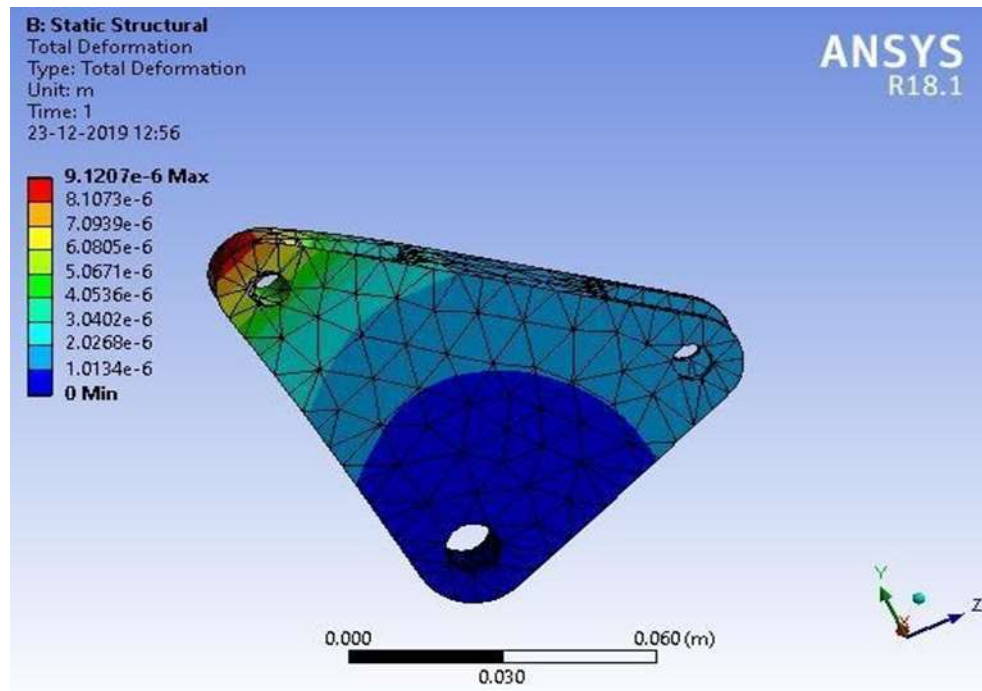 B: Static Structural
Total Deformation
Type: Total Deformation
Unit: m
Time: 1
23-12-2019 12:56
ANSYS
R18.1
9.1207e-6 Max
8.1073e-6
7.0939e-6
6.0805e-6
5.0671e-6
4.0536e-6
3.0402e-6
2.0268e-6
1.0134e-6
0 Min
Y
Z
X
0.000
0.060 (m)
0.030